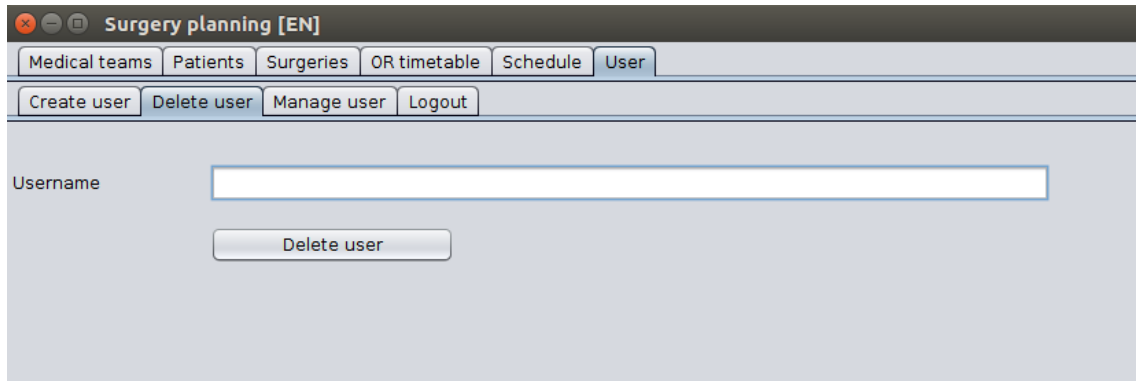 Surgery planning [EN]
Medical teams Patients Surgeries OR timetable Schedule User
Create user Delete user Manage user Logout
Username
Delete user